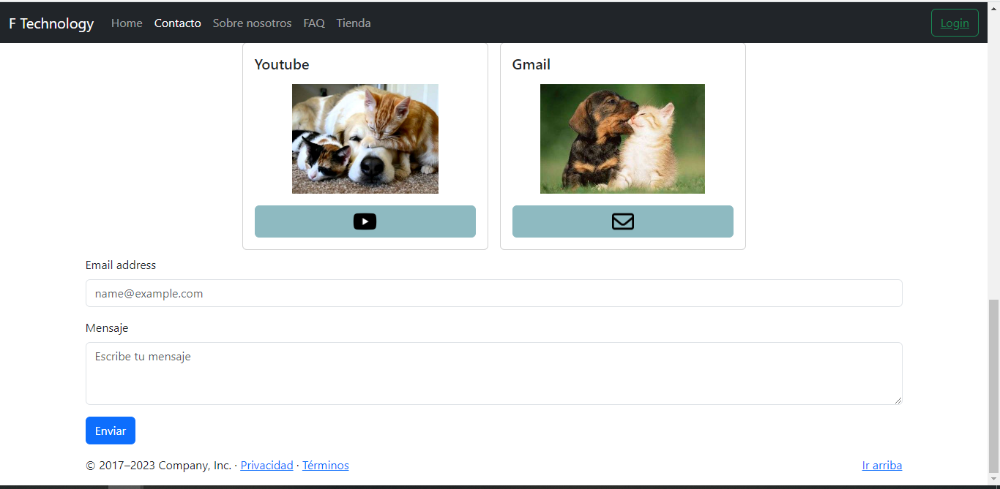 F Technology Home Contacto Sobre nosotros FAQ Tienda Login
Youtube Gmail
Email address
name@example.com
Mensaje
Escribe tu mensaje
Enviar
© 2017–2023 Company, Inc. · Privacidad · Términos Ir arriba